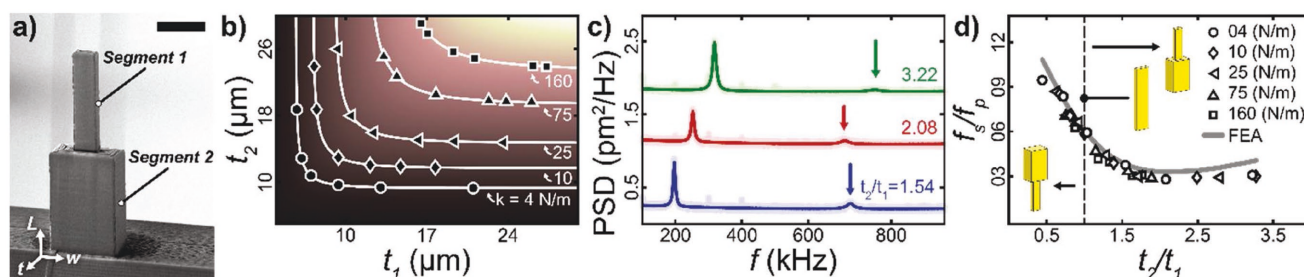 a)
Segment 1
Segment 2
L
t
w
b)
t₂ (μm)
26
18
10
160
75
25
10
k = 4 N/m
10
17
24
t₁ (μm)
c)
PSD (pm²/Hz)
2.5
1.5
0.5
3.22
2.08
t₂/t₁=1.54
200
400
600
800
f (kHz)
d)
fₛ/fₚ
12
09
06
03
04 (N/m)
10 (N/m)
25 (N/m)
75 (N/m)
160 (N/m)
FEA
0.5
1.5
2.5
3.5
t₂/t₁